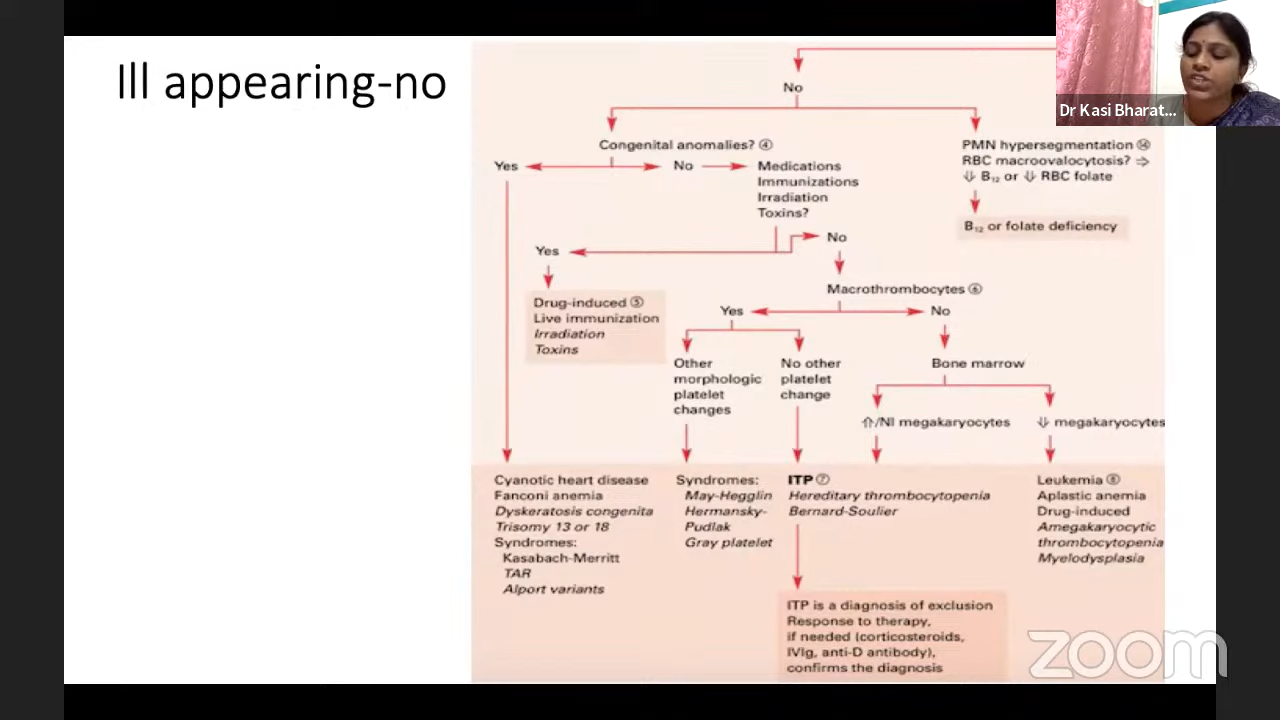 Ill appearing-no
Dr Kasi Bharat...
No
Congenital anomalies? ④
Yes
No
Medications
Immunizations
Irradiation
Toxins?
PMN hypersegmentation ⑭
RBC macroovalocytosis? ⇒
⇓ B₁₂ or ⇓ RBC folate
B₁₂ or folate deficiency
Yes
No
Drug-induced ⑤
Live immunization
Irradiation
Toxins
Macrothrombocytes ⑥
Yes
No
Other
morphologic
platelet
changes
No other
platelet
change
Bone marrow
⇑/Nl megakaryocytes
⇓ megakaryocytes
Cyanotic heart disease
Fanconi anemia
Dyskeratosis congenita
Trisomy 13 or 18
Syndromes:
Kasabach-Merritt
TAR
Alport variants
Syndromes:
May-Hegglin
Hermansky-
Pudlak
Gray platelet
ITP ⑦
Hereditary thrombocytopenia
Bernard-Soulier
Leukemia ⑧
Aplastic anemia
Drug-induced
Amegakaryocytic
thrombocytopenia
Myelodysplasia
ITP is a diagnosis of exclusion
Response to therapy,
if needed (corticosteroids,
IVIg, anti-D antibody),
confirms the diagnosis
zoom